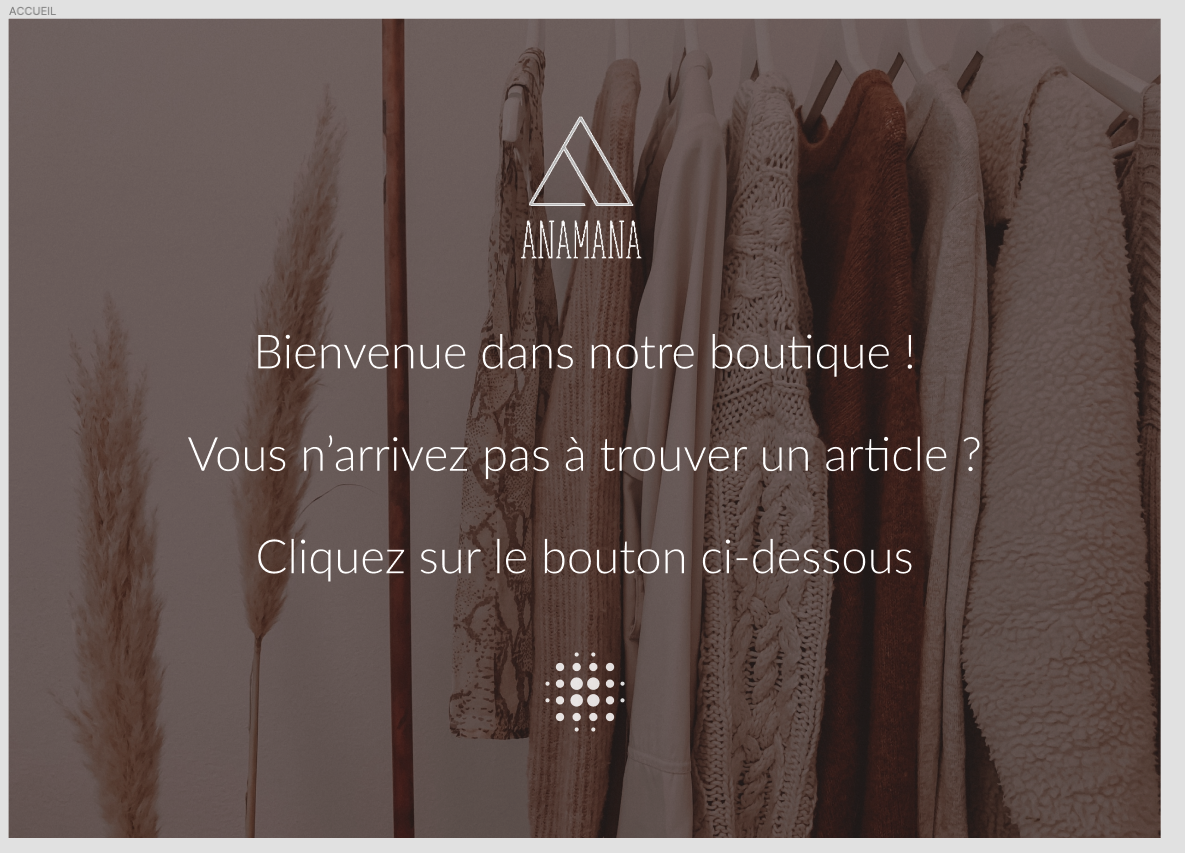 ACCUEIL
ANAMANA
Bienvenue dans notre boutique !
Vous n’arrivez pas à trouver un article ?
Cliquez sur le bouton ci-dessous